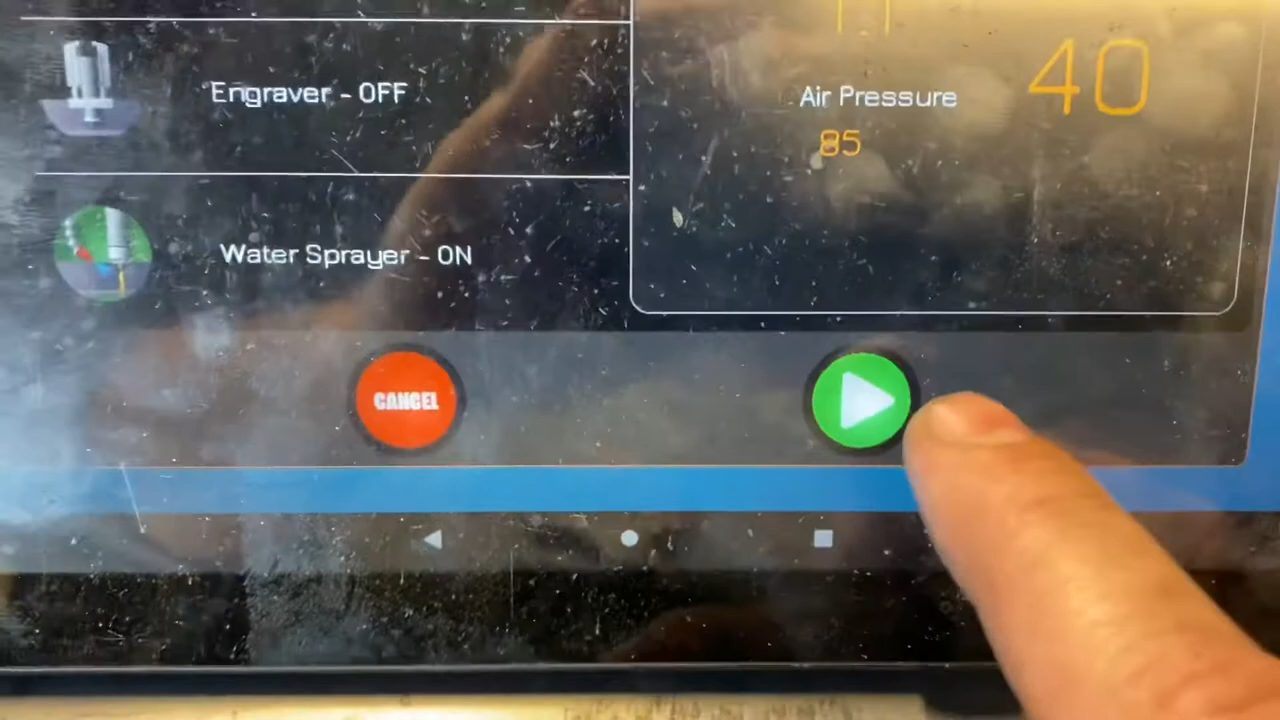 Engraver - OFF
40
Air Pressure
85
Water Sprayer - ON
CANCEL